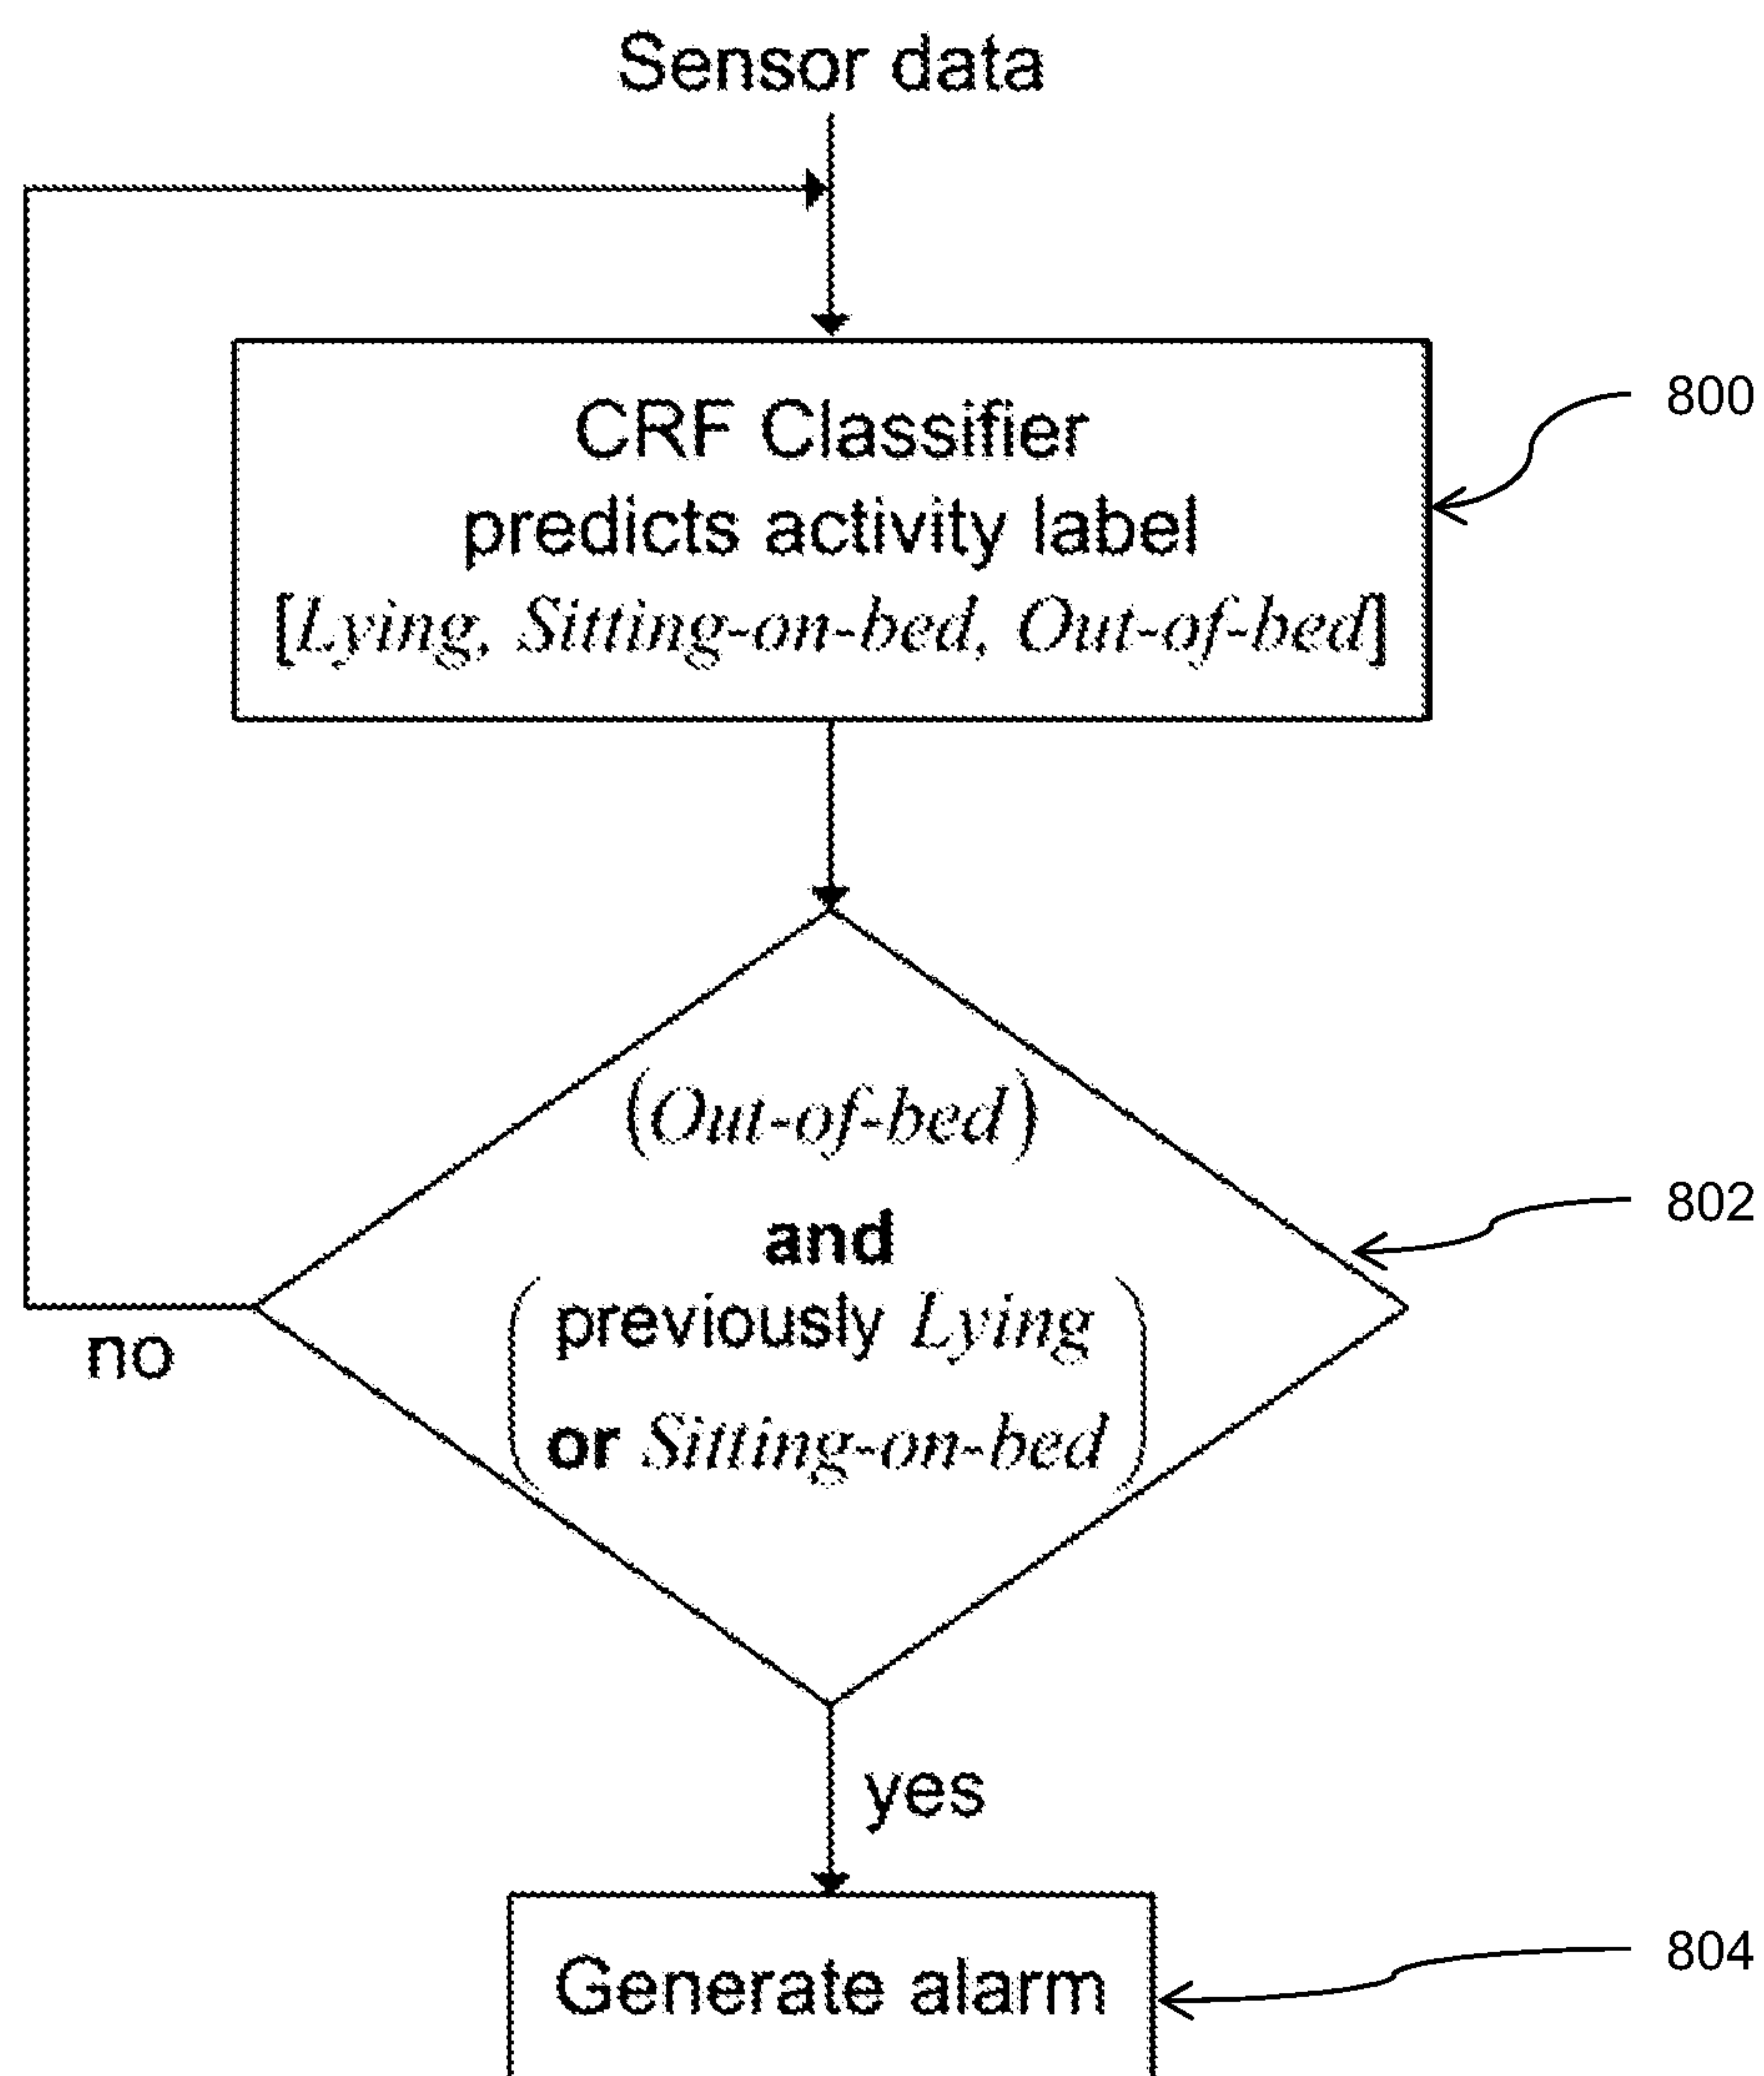 Sensor data
CRF Classifier
predicts activity label
[Lying, Sitting-on-bed, Out-of-bed]
800
(Out-of-bed)
and
previously Lying
or Sitting-on-bed
802
no
yes
Generate alarm
804